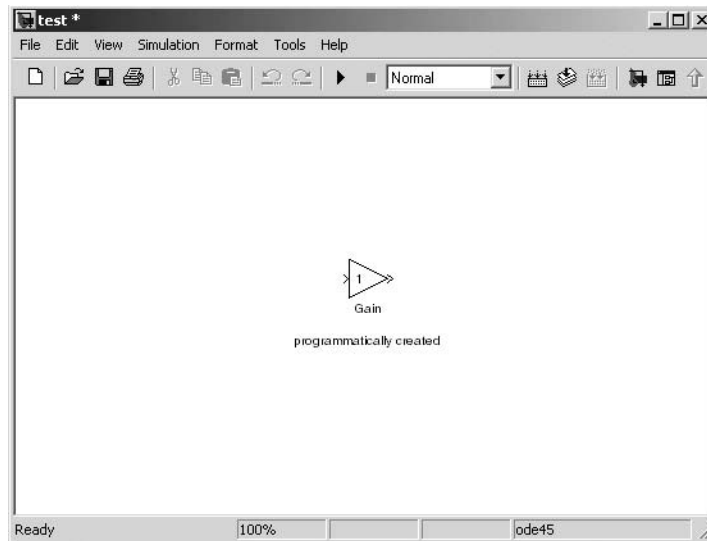 test *
File Edit View Simulation Format Tools Help
Normal
1
Gain
programmatically created
Ready 100% ode45